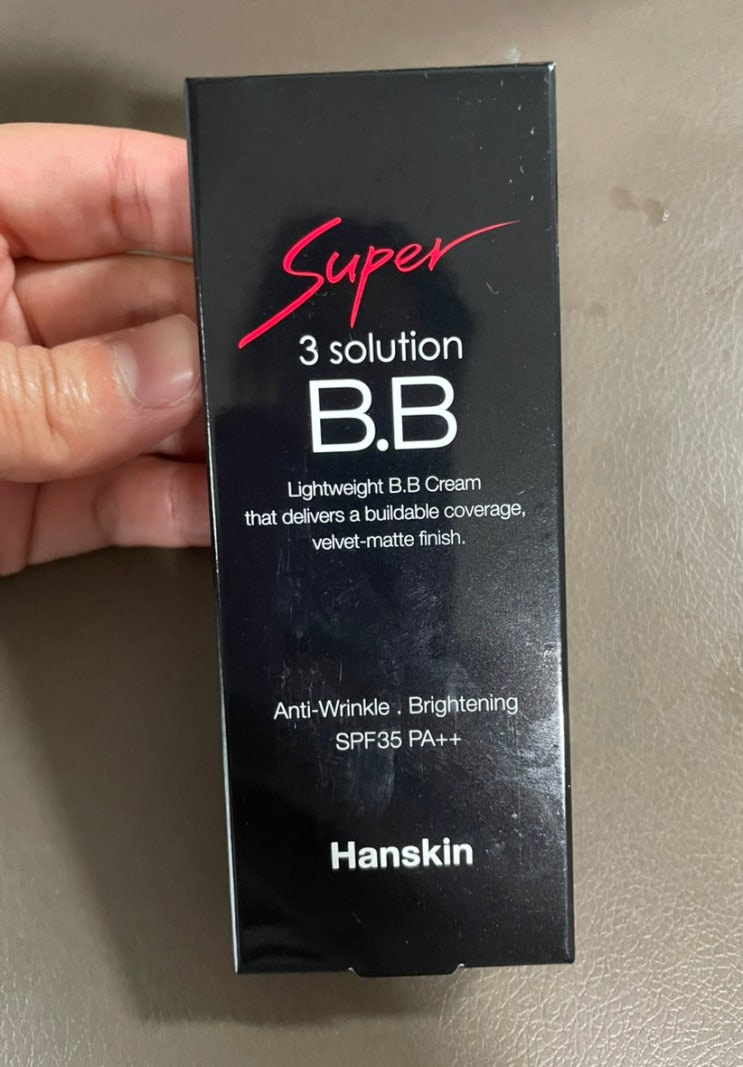 Super
3 solution
B.B
Lightweight B.B Cream
that delivers a buildable coverage,
velvet-matte finish.
Anti-Wrinkle . Brightening
SPF35 PA++
Hanskin